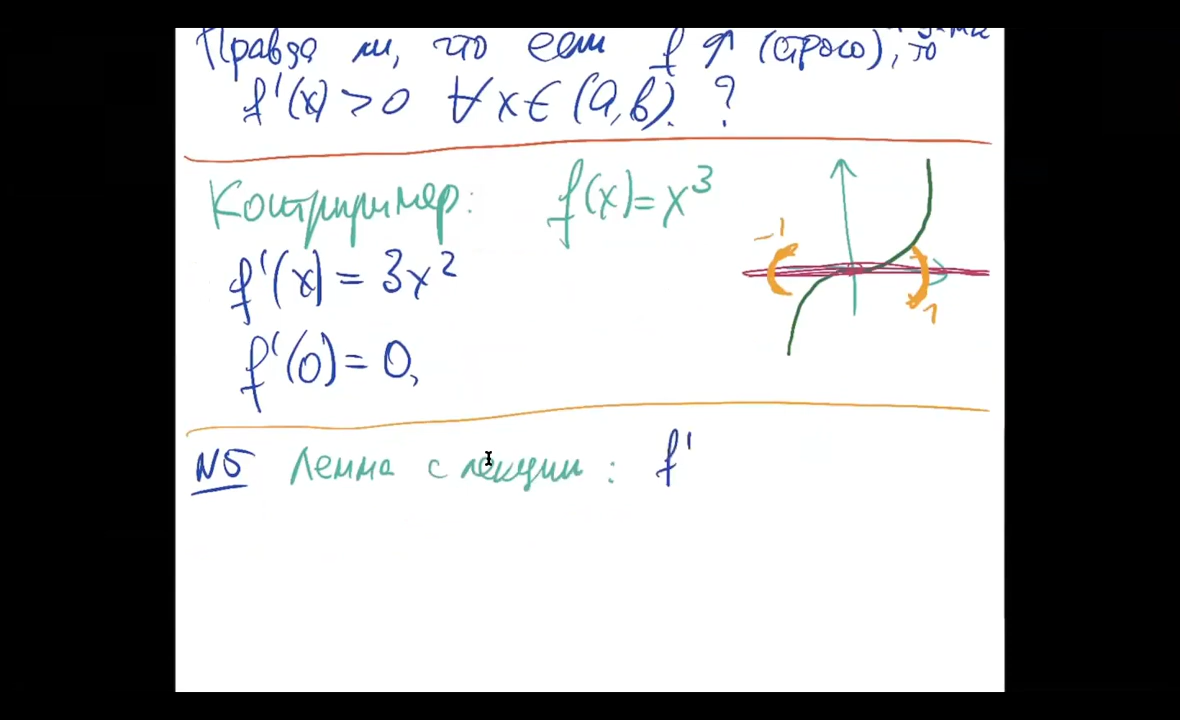 Правда ли, что если f ↗ (строго), то
f'(x) > 0 ∀ x ∈ (a, b). ?
Контрпример: f(x) = x³
-1
f'(x) = 3x²
1
f'(0) = 0,
N5 Лемма с лекции : f'